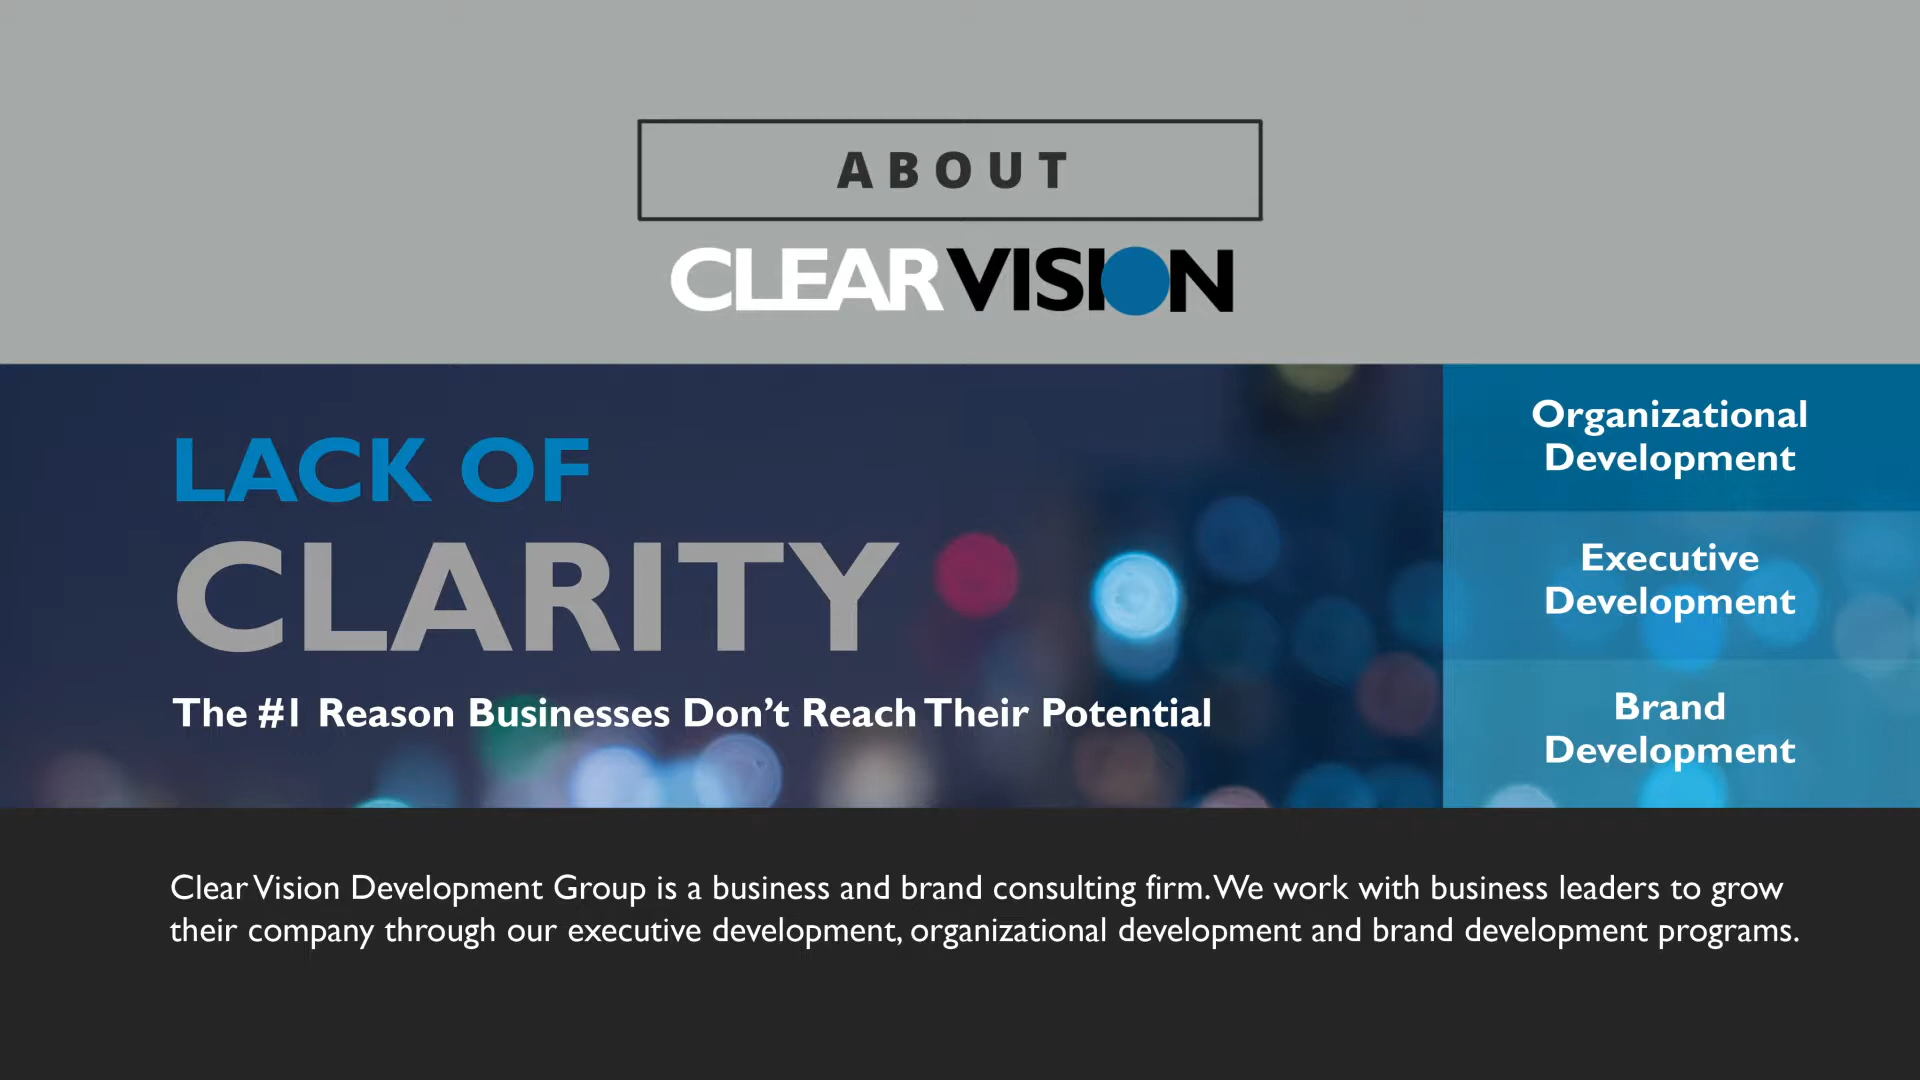 ABOUT
CLEARVISION
LACK OF
CLARITY
The #1 Reason Businesses Don't Reach Their Potential
Organizational
Development
Executive
Development
Brand
Development
Clear Vision Development Group is a business and brand consulting firm. We work with business leaders to grow
their company through our executive development, organizational development and brand development programs.